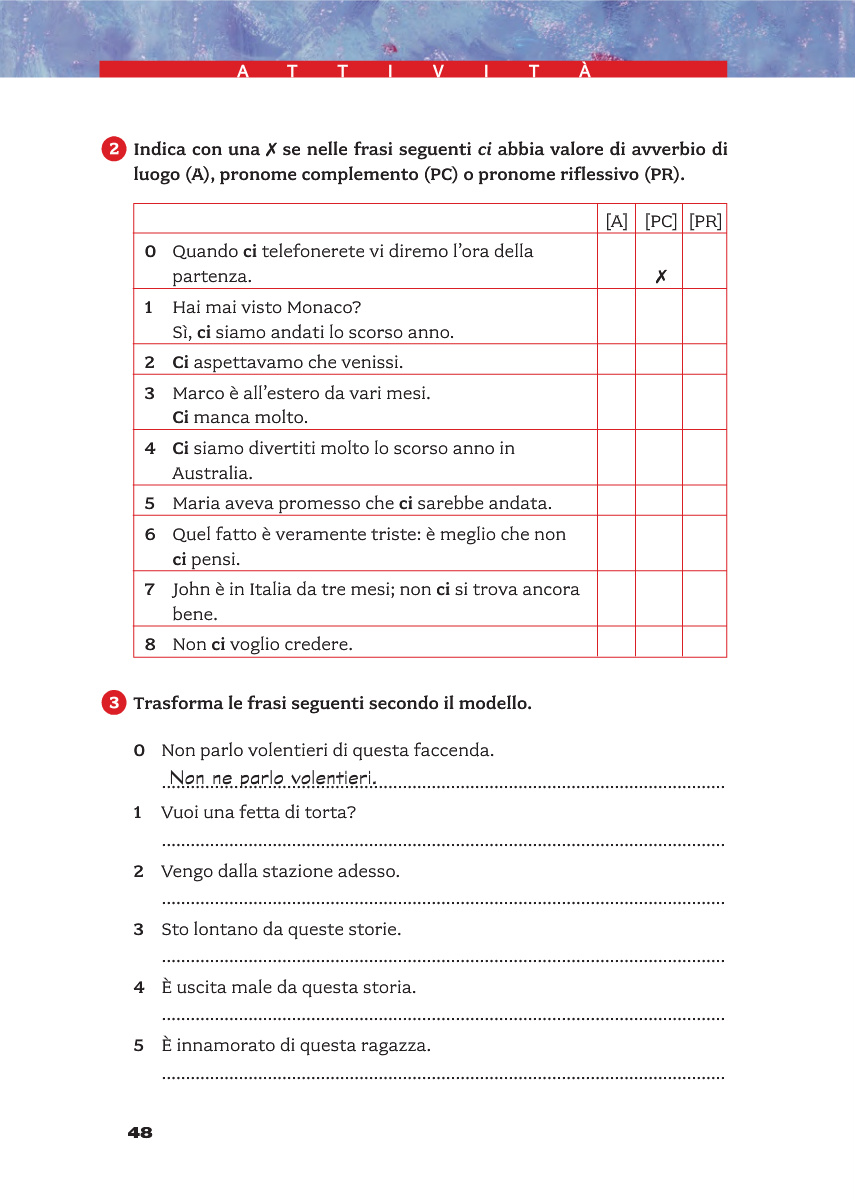 ATTIVITÀ
2 Indica con una ✗ se nelle frasi seguenti ci abbia valore di avverbio di
luogo (A), pronome complemento (PC) o pronome riflessivo (PR).
[A] [PC] [PR]
0 Quando ci telefonerete vi diremo l’ora della
partenza. ✗
1 Hai mai visto Monaco?
Sì, ci siamo andati lo scorso anno.
2 Ci aspettavamo che venissi.
3 Marco è all’estero da vari mesi.
Ci manca molto.
4 Ci siamo divertiti molto lo scorso anno in
Australia.
5 Maria aveva promesso che ci sarebbe andata.
6 Quel fatto è veramente triste: è meglio che non
ci pensi.
7 John è in Italia da tre mesi; non ci si trova ancora
bene.
8 Non ci voglio credere.
3 Trasforma le frasi seguenti secondo il modello.
0 Non parlo volentieri di questa faccenda.
Non ne parlo volentieri.
1 Vuoi una fetta di torta?
2 Vengo dalla stazione adesso.
3 Sto lontano da queste storie.
4 È uscita male da questa storia.
5 È innamorato di questa ragazza.
48